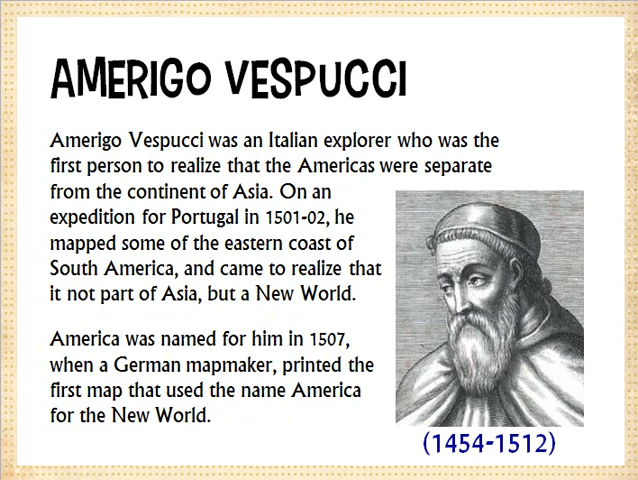 AMERIGO VESPUCCI
Amerigo Vespucci was an Italian explorer who was the
first person to realize that the Americas were separate
from the continent of Asia. On an
expedition for Portugal in 1501-02, he
mapped some of the eastern coast of
South America, and came to realize that
it not part of Asia, but a New World.
America was named for him in 1507,
when a German mapmaker, printed the
first map that used the name America
for the New World.
(1454-1512)